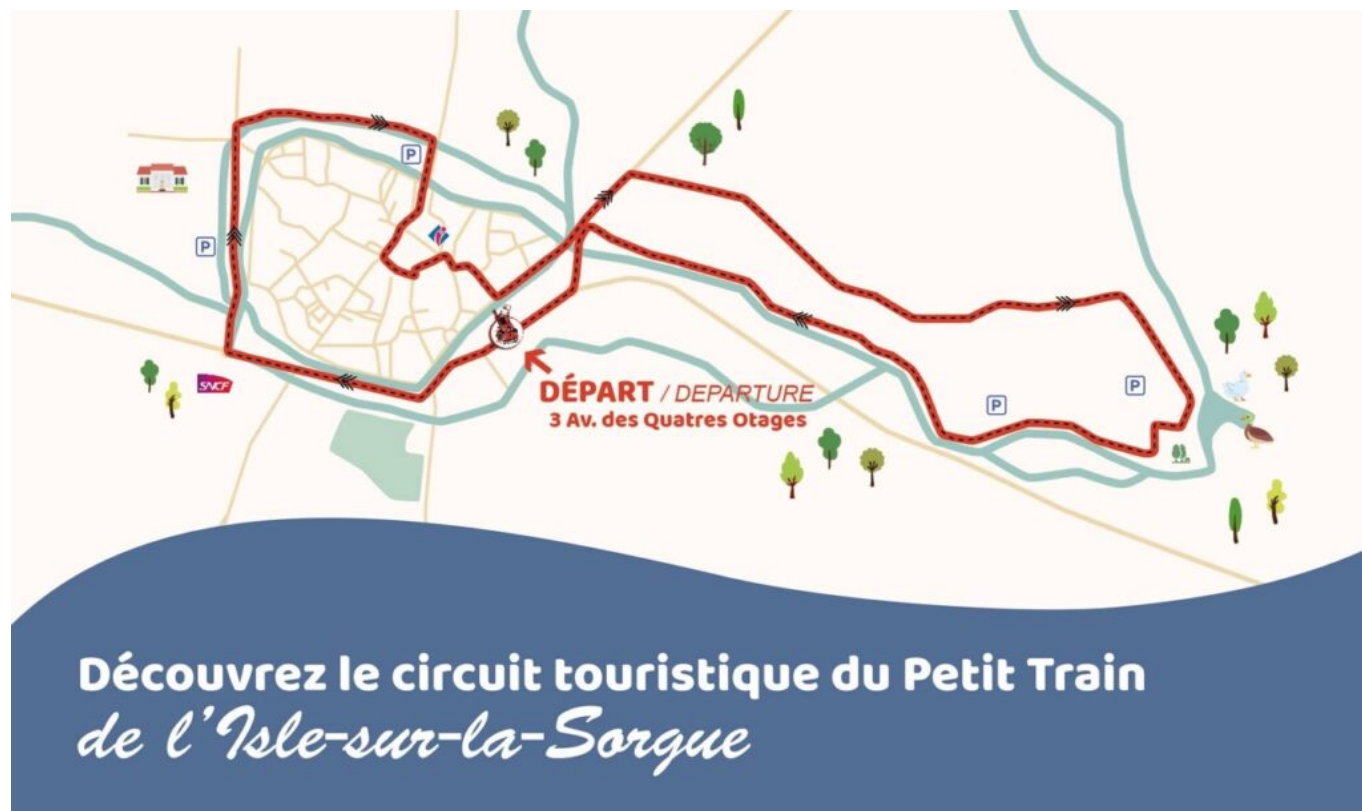 P
P
SNCF
DÉPART / DEPARTURE
3 Av. des Quatres Otages
P
P
Découvrez le circuit touristique du Petit Train
de l'Isle-sur-la-Sorgue